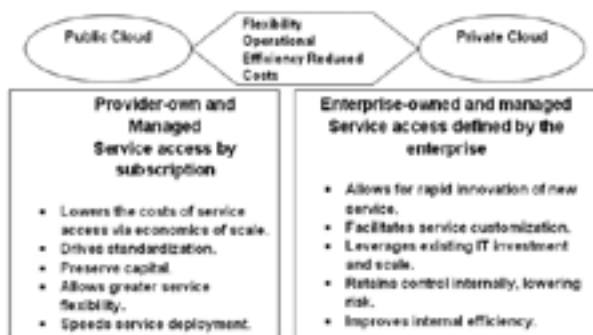 Public Cloud
Flexibility
Operational
Efficiency Reduced
Costs
Private Cloud
Provider-own and
Managed
Service access by
subscription
• Lowers the costs of service
access via economics of scale.
• Drives standardization.
• Preserve capital.
• Allows greater service
flexibility.
• Speeds service deployment.
Enterprise-owned and managed
Service access defined by the
enterprise
• Allows for rapid innovation of new
service.
• Facilitates service customization.
• Leverages existing IT investment
and scale.
• Retains control internally, lowering
risk.
• Improves internal efficiency.